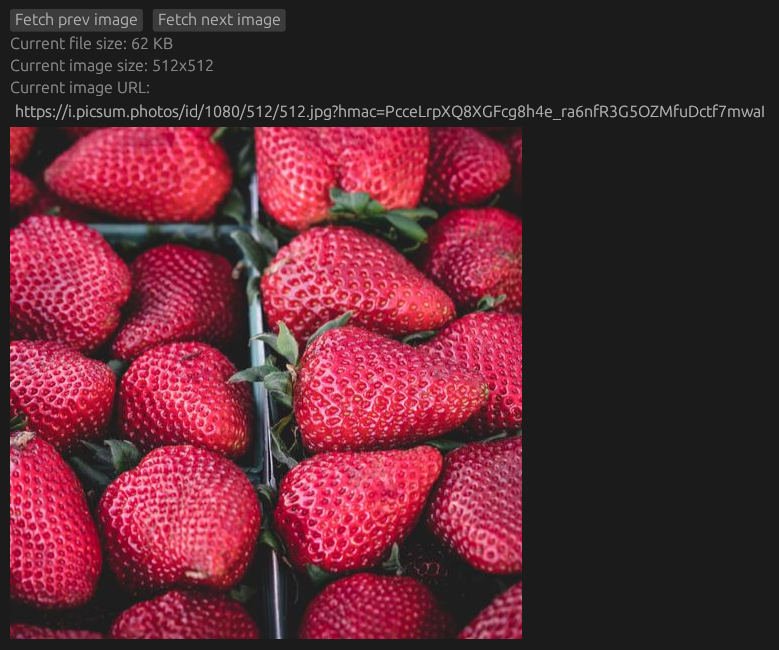 Fetch prev image Fetch next image
Current file size: 62 KB
Current image size: 512x512
Current image URL:
https://i.picsum.photos/id/1080/512/512.jpg?hmac=PcceLrpXQ8XGFcg8h4e_ra6nfR3G5OZMfuDctf7mwaI